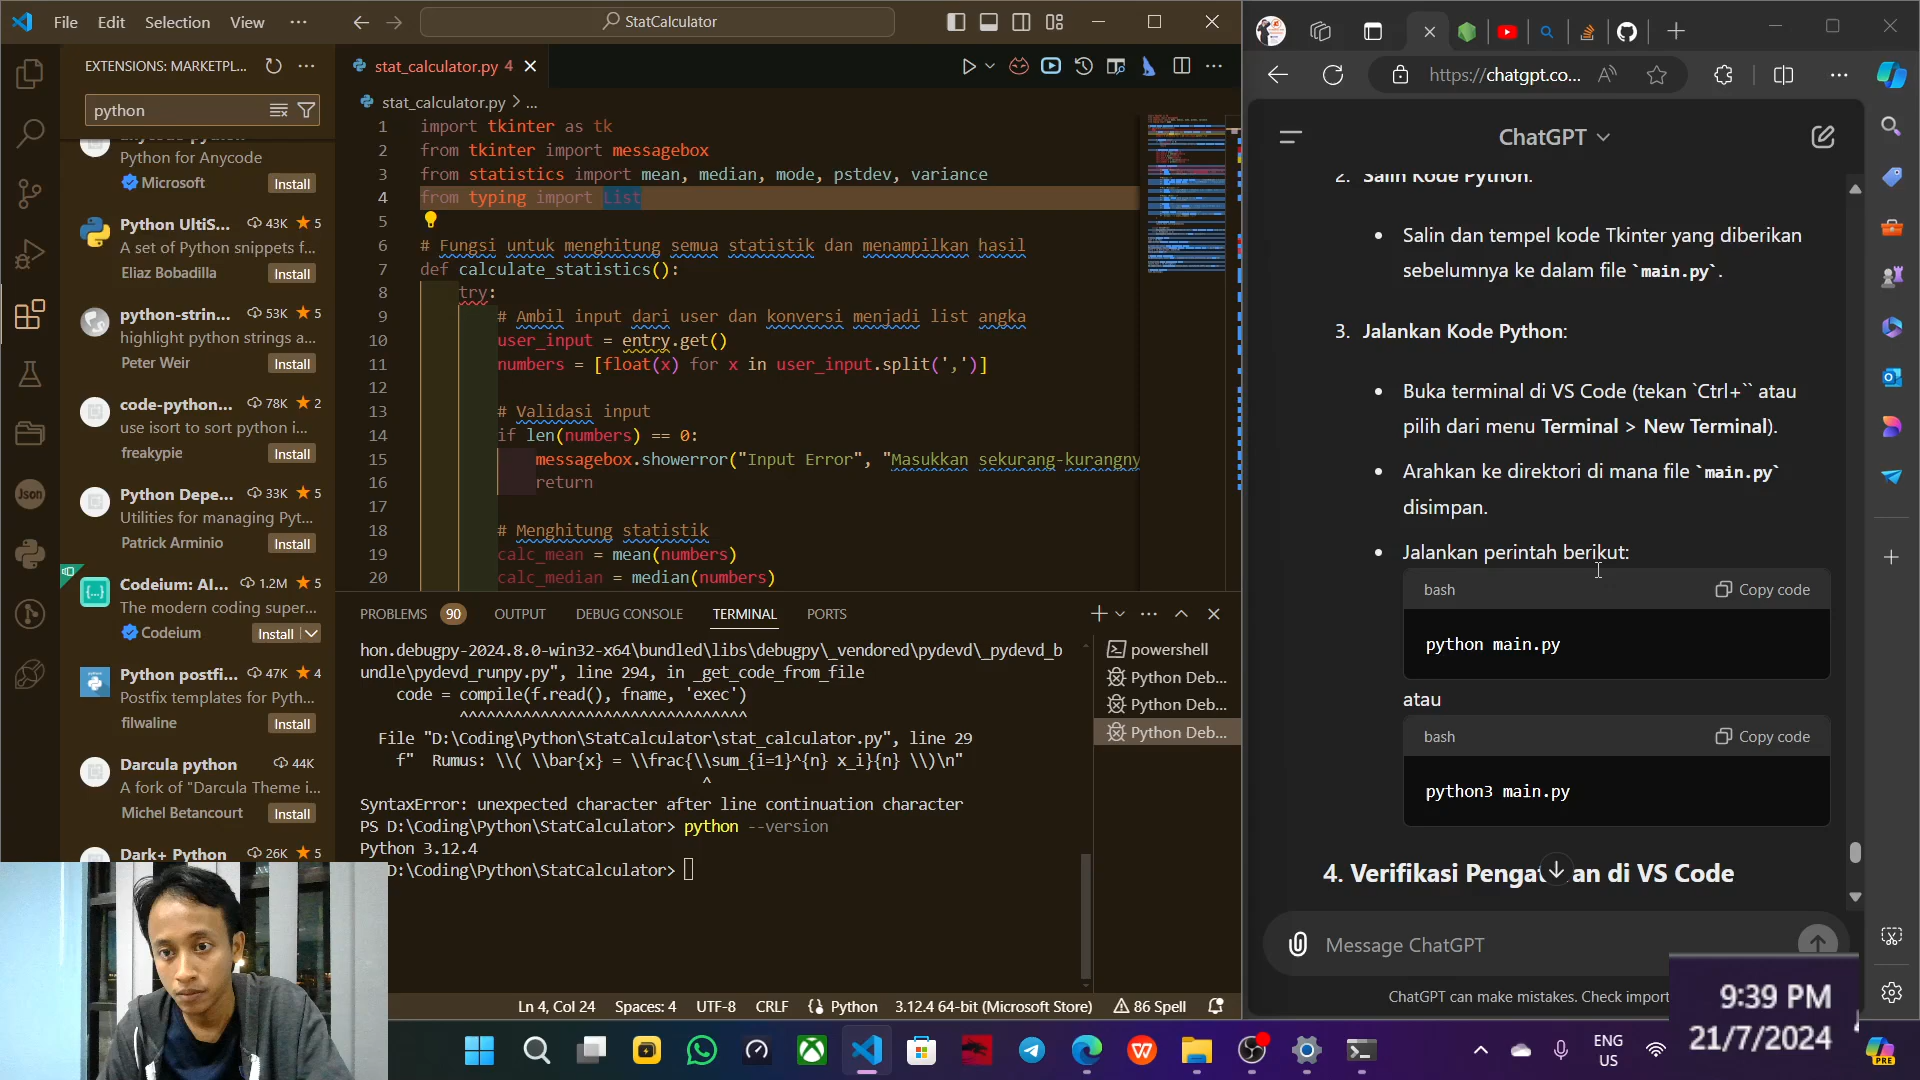 File Edit Selection View
StatCalculator
EXTENSIONS: MARKETPL...
python
Python for Anycode
Microsoft
Install
Python UltiS... 43K 5
A set of Python snippets f...
Eliaz Bobadilla
Install
python-strin... 53K 5
highlight python strings a...
Peter Weir
Install
code-python... 78K 2
use isort to sort python i...
freakypie
Install
Python Depe... 33K 5
Utilities for managing Pyt...
Patrick Arminio
Install
Codeium: AI... 1.2M 5
The modern coding super...
Codeium
Install
Python postfi... 47K 4
Postfix templates for Pyth...
filwaline
Install
Darcula python 44K
A fork of "Darcula Theme i...
Michel Betancourt
Install
Dark+ Python 26K 5
Json
stat_calculator.py 4
stat_calculator.py > ...
1 import tkinter as tk
2 from tkinter import messagebox
3 from statistics import mean, median, mode, pstdev, variance
4 from typing import List
5
6 # Fungsi untuk menghitung semua statistik dan menampilkan hasil
7 def calculate_statistics():
8 try:
9 # Ambil input dari user dan konversi menjadi list angka
10 user_input = entry.get()
11 numbers = [float(x) for x in user_input.split(',')]
12
13 # Validasi input
14 if len(numbers) == 0:
15 messagebox.showerror("Input Error", "Masukkan sekurang-kurangny
16 return
17
18 # Menghitung statistik
19 calc_mean = mean(numbers)
20 calc_median = median(numbers)
PROBLEMS 90 OUTPUT DEBUG CONSOLE TERMINAL PORTS
hon.debugpy-2024.8.0-win32-x64\bundled\libs\debugpy\_vendored\pydevd\_pydevd_b
undle\pydevd_runpy.py", line 294, in _get_code_from_file
code = compile(f.read(), fname, 'exec')
^^^^^^^^^^^^^^^^^^^^^^^^^^^^^^
File "D:\Coding\Python\StatCalculator\stat_calculator.py", line 29
f" Rumus: \\( \\bar{x} = \\frac{\\sum_{i=1}^{n} x_i}{n} \\)\n"
^
SyntaxError: unexpected character after line continuation character
PS D:\Coding\Python\StatCalculator> python --version
Python 3.12.4
D:\Coding\Python\StatCalculator>
powershell
Python Deb...
Python Deb...
Python Deb...
Ln 4, Col 24 Spaces: 4 UTF-8 CRLF Python 3.12.4 64-bit (Microsoft Store) 86 Spell
https://chatgpt.co...
ChatGPT
2. Salin Kode Python:
• Salin dan tempel kode Tkinter yang diberikan
sebelumnya ke dalam file `main.py`.
3. Jalankan Kode Python:
• Buka terminal di VS Code (tekan `Ctrl+`` atau
pilih dari menu Terminal > New Terminal).
• Arahkan ke direktori di mana file `main.py`
disimpan.
• Jalankan perintah berikut:
bash Copy code
python main.py
atau
bash Copy code
python3 main.py
4. Verifikasi Pengat an di VS Code
Message ChatGPT
ChatGPT can make mistakes. Check import
9:39 PM
21/7/2024
ENG
US
PRE